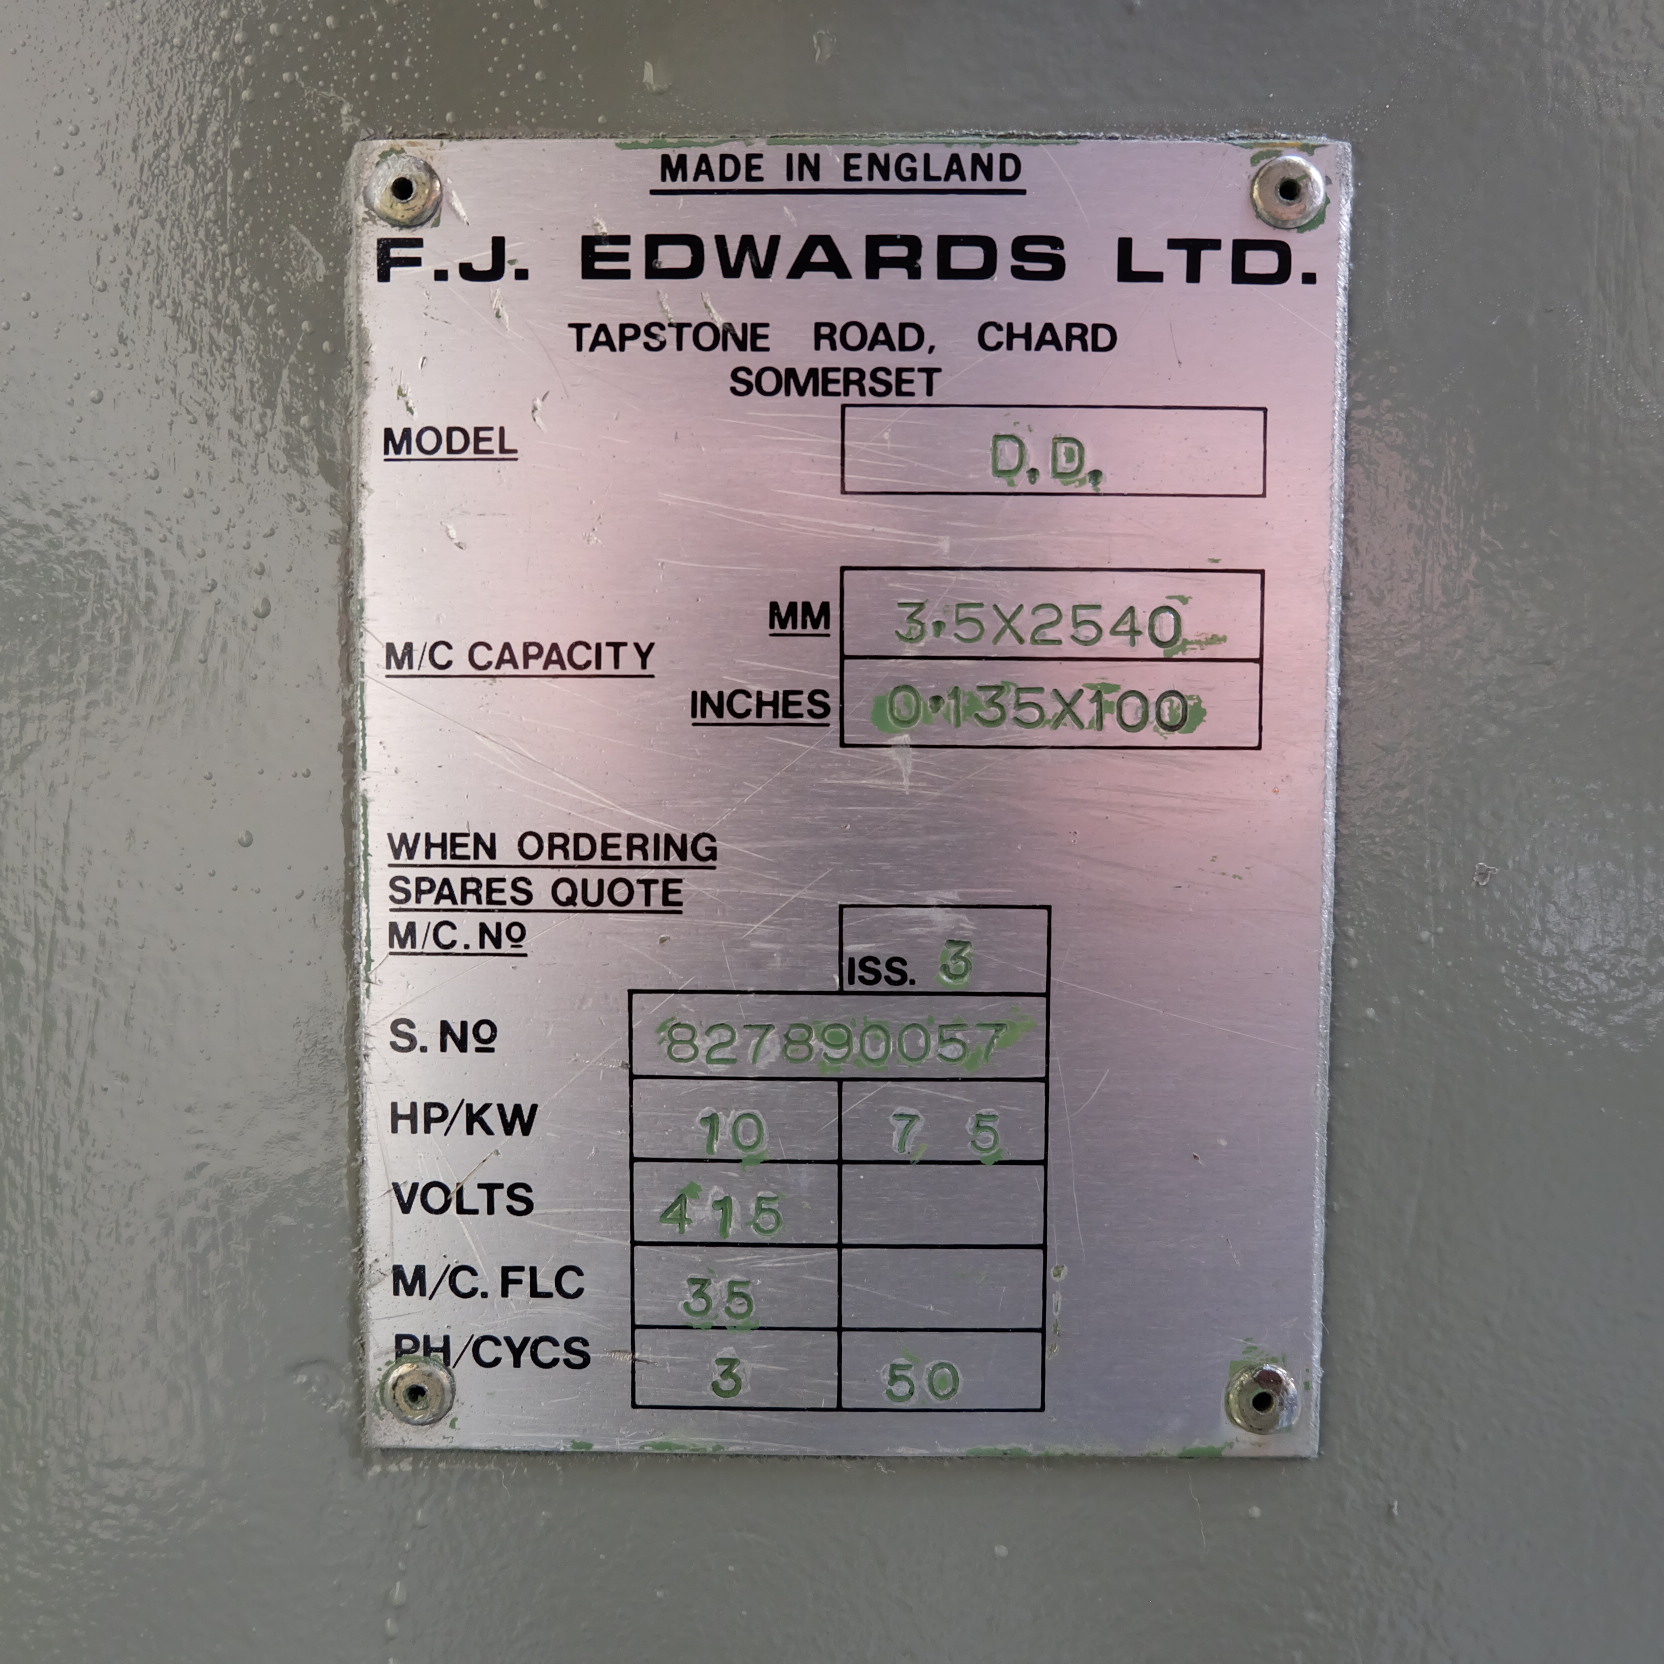 MADE IN ENGLAND
F.J. EDWARDS LTD.
TAPSTONE ROAD, CHARD
SOMERSET
MODEL D.D.
MM 3.5X2540
M/C CAPACITY
INCHES 0.135X100
WHEN ORDERING
SPARES QUOTE
M/C.Nº
ISS. 3
S.Nº 827890057
HP/KW 10 7 5
VOLTS 415
M/C.FLC 35
PH/CYCS 3 50